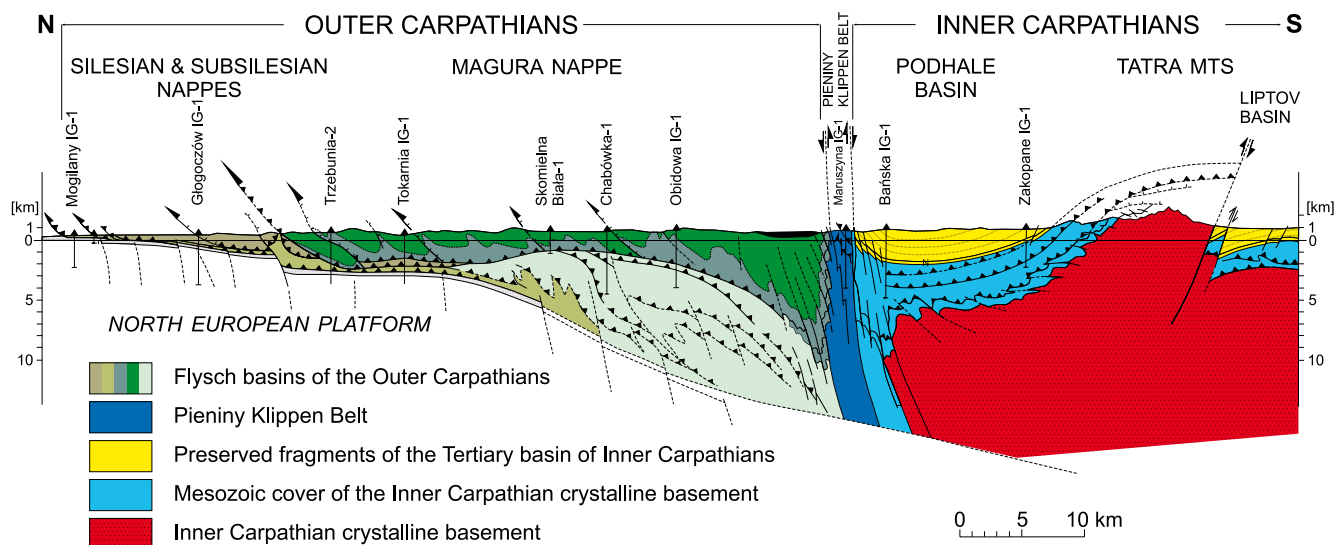 N
OUTER CARPATHIANS
INNER CARPATHIANS
S
SILESIAN & SUBSILESIAN
NAPPES
MAGURA NAPPE
PIENINY
KLIPPEN BELT
PODHALE
BASIN
TATRA MTS
LIPTOV
BASIN
Mogilany IG-1
Głogoczów IG-1
Trzebunia-2
Tokarnia IG-1
Skomielna
Biała-1
Chabówka-1
Obidowa IG-1
Maruszyna IG-1
Bańska IG-1
Zakopane IG-1
[km]
1
0
5
10
[km]
1
0
5
10
NORTH EUROPEAN PLATFORM
Flysch basins of the Outer Carpathians
Pieniny Klippen Belt
Preserved fragments of the Tertiary basin of Inner Carpathians
Mesozoic cover of the Inner Carpathian crystalline basement
Inner Carpathian crystalline basement
0 5 10 km